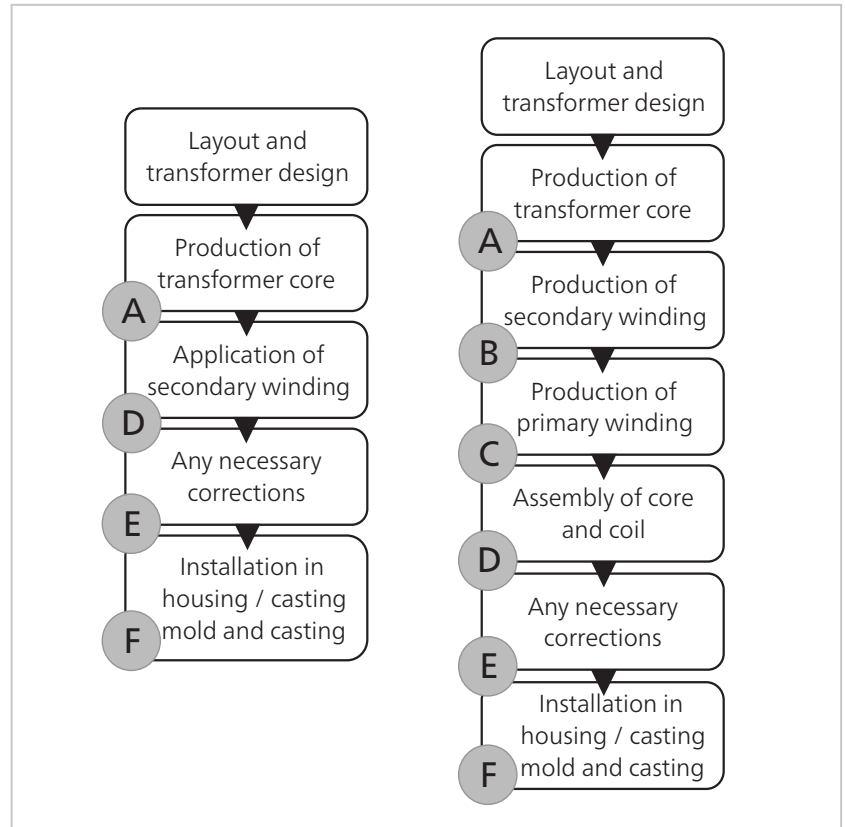 Layout and
transformer design
Production of
transformer core
A
Application of
secondary winding
D
Any necessary
corrections
E
Installation in
housing / casting
mold and casting
F
Layout and
transformer design
Production of
transformer core
A
Production of
secondary winding
B
Production of
primary winding
C
Assembly of core
and coil
D
Any necessary
corrections
E
Installation in
housing / casting
mold and casting
F